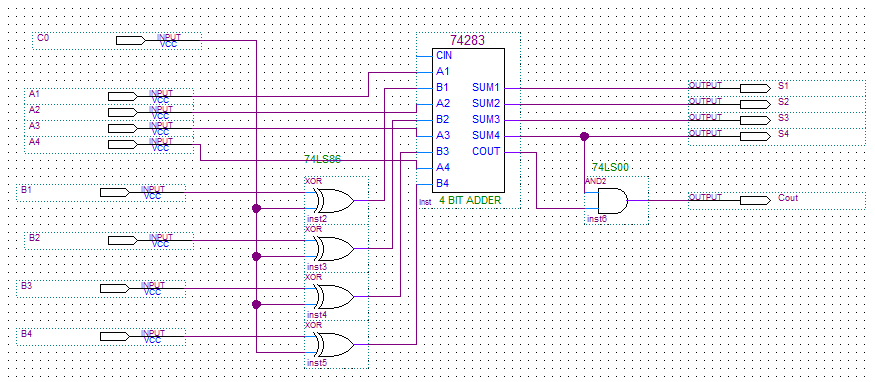 C0 INPUT
VCC
74283
CIN
A1
B1 SUM1
A2 SUM2
B2 SUM3
A3 SUM4
B3 COUT
A4
B4
inst 4 BIT ADDER
A1 INPUT
VCC
A2 INPUT
VCC
A3 INPUT
VCC
A4 INPUT
VCC
OUTPUT S1
OUTPUT S2
OUTPUT S3
OUTPUT S4
74LS86
74LS00
B1 INPUT
VCC
XOR
inst2
AND2
inst6
OUTPUT Cout
B2 INPUT
VCC
XOR
inst3
B3 INPUT
VCC
XOR
inst4
B4 INPUT
VCC
XOR
inst5